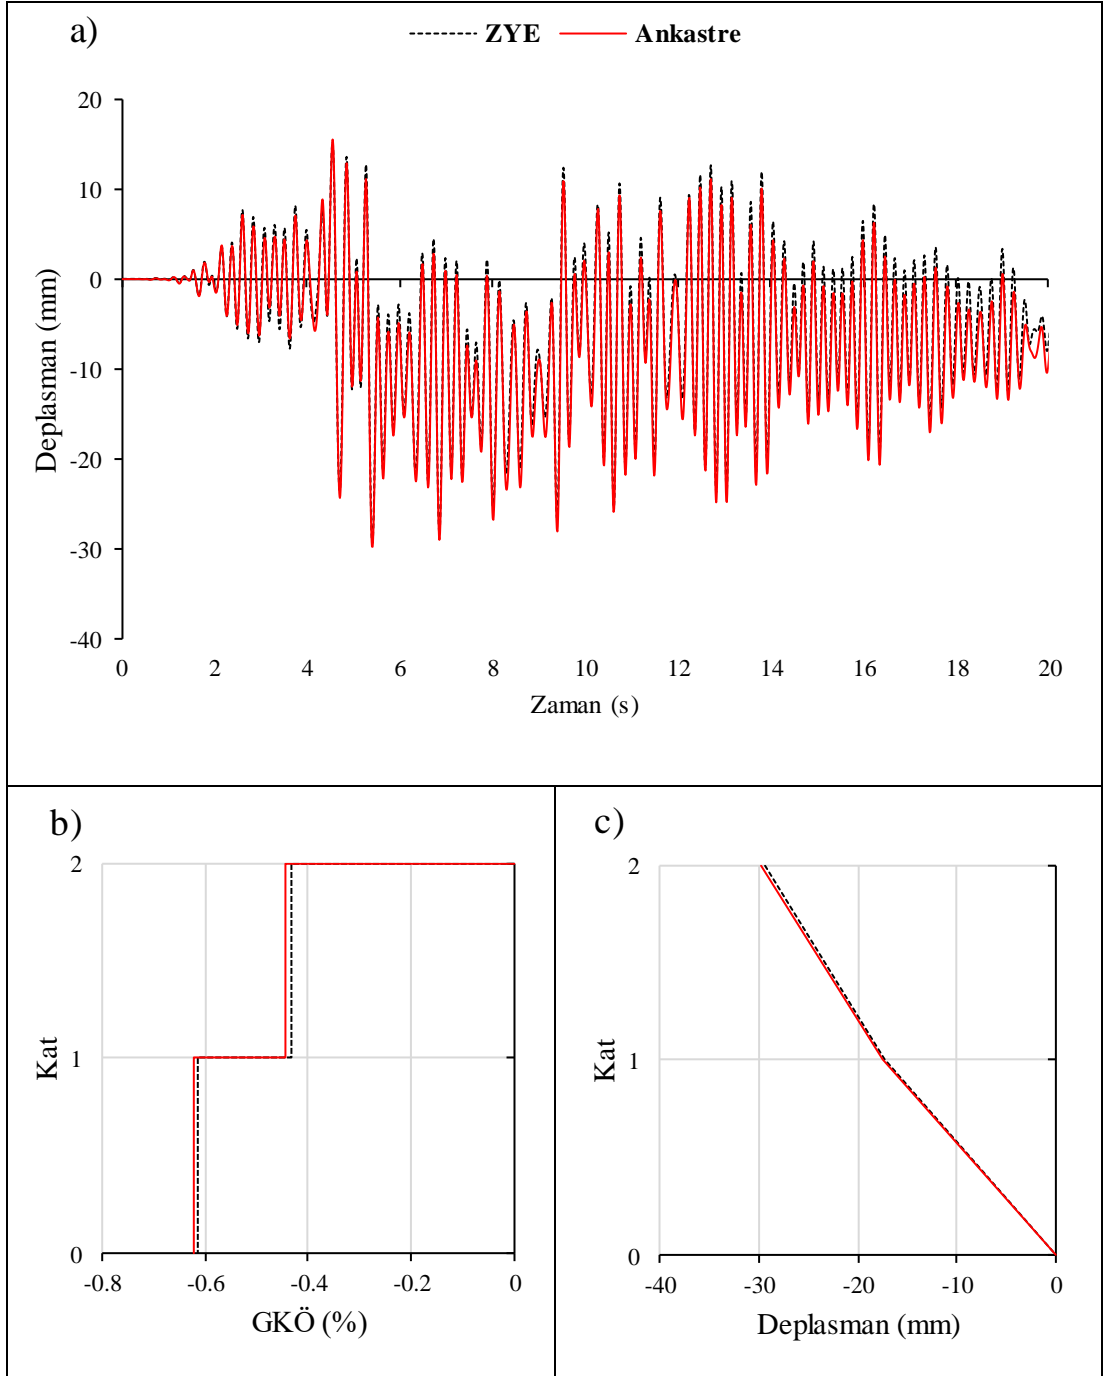 a)
ZYE Ankastre
20
10
0
-10
-20
-30
-40
Deplasman (mm)
0 2 4 6 8 10 12 14 16 18 20
Zaman (s)
b)
2
1
0
Kat
-0.8 -0.6 -0.4 -0.2 0
GKÖ (%)
c)
2
1
0
Kat
-40 -30 -20 -10 0
Deplasman (mm)